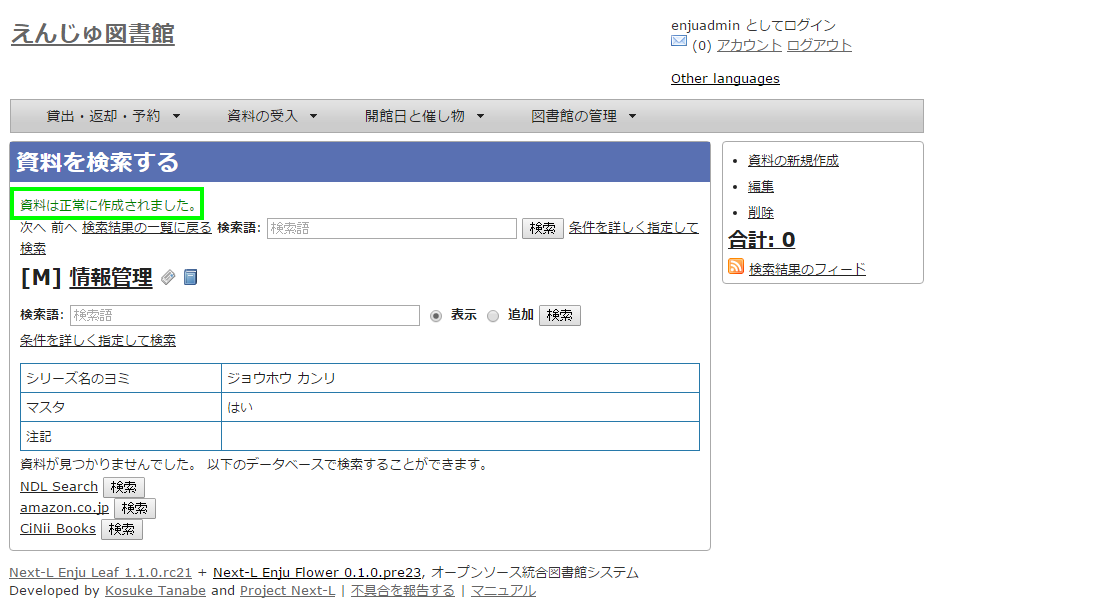 えんじゅ図書館
enjuadmin としてログイン
(0) アカウント ログアウト
Other languages
貸出・返却・予約 ▼ 資料の受入 ▼ 開館日と催し物 ▼ 図書館の管理 ▼
資料を検索する
資料は正常に作成されました。
次へ 前へ 検索結果の一覧に戻る 検索語: 検索語 検索 条件を詳しく指定して
検索
[M] 情報管理
検索語: 検索語 表示 追加 検索
条件を詳しく指定して検索
シリーズ名のヨミ ジョウホウ カンリ
マスタ はい
注記
資料が見つかりませんでした。 以下のデータベースで検索することができます。
NDL Search 検索
amazon.co.jp 検索
CiNii Books 検索
• 資料の新規作成
• 編集
• 削除
合計: 0
検索結果のフィード
Next-L Enju Leaf 1.1.0.rc21 + Next-L Enju Flower 0.1.0.pre23, オープンソース統合図書館システム
Developed by Kosuke Tanabe and Project Next-L | 不具合を報告する | マニュアル